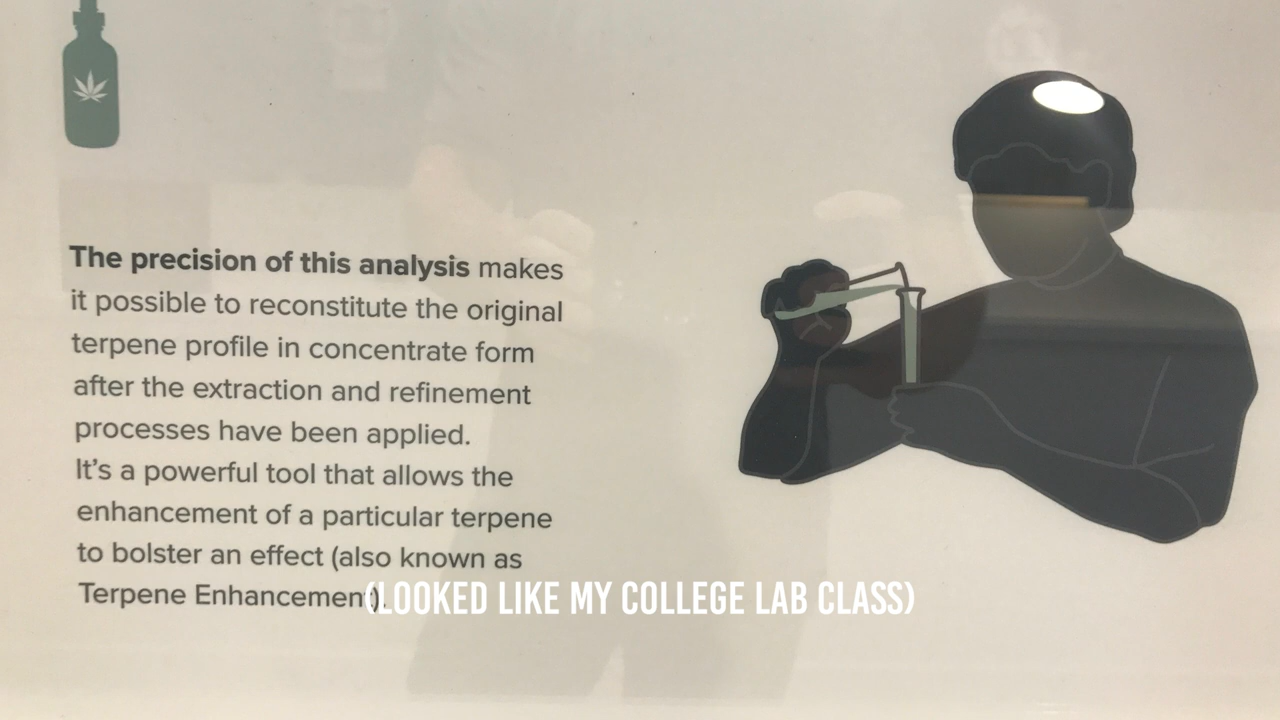 The precision of this analysis makes
it possible to reconstitute the original
terpene profile in concentrate form
after the extraction and refinement
processes have been applied.
It's a powerful tool that allows the
enhancement of a particular terpene
to bolster an effect (also known as
Terpene Enhancement).
(LOOKED LIKE MY COLLEGE LAB CLASS)